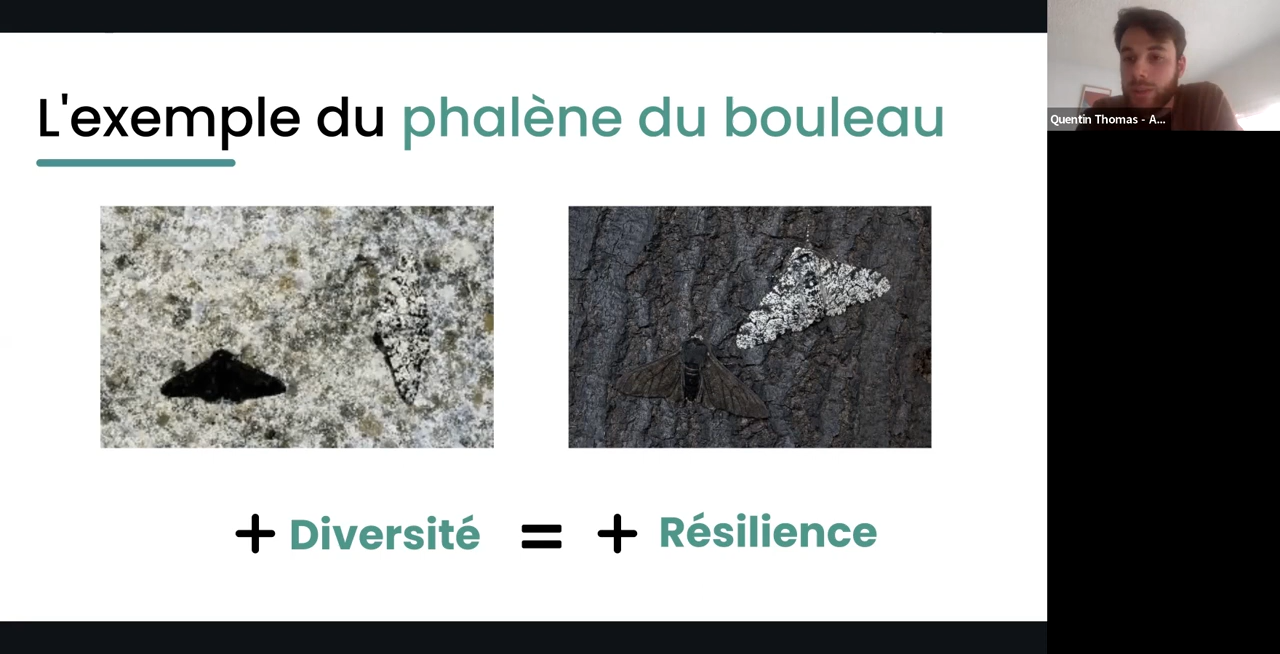 L'exemple du phalène du bouleau
Quentin Thomas - A...
+ Diversité = + Résilience